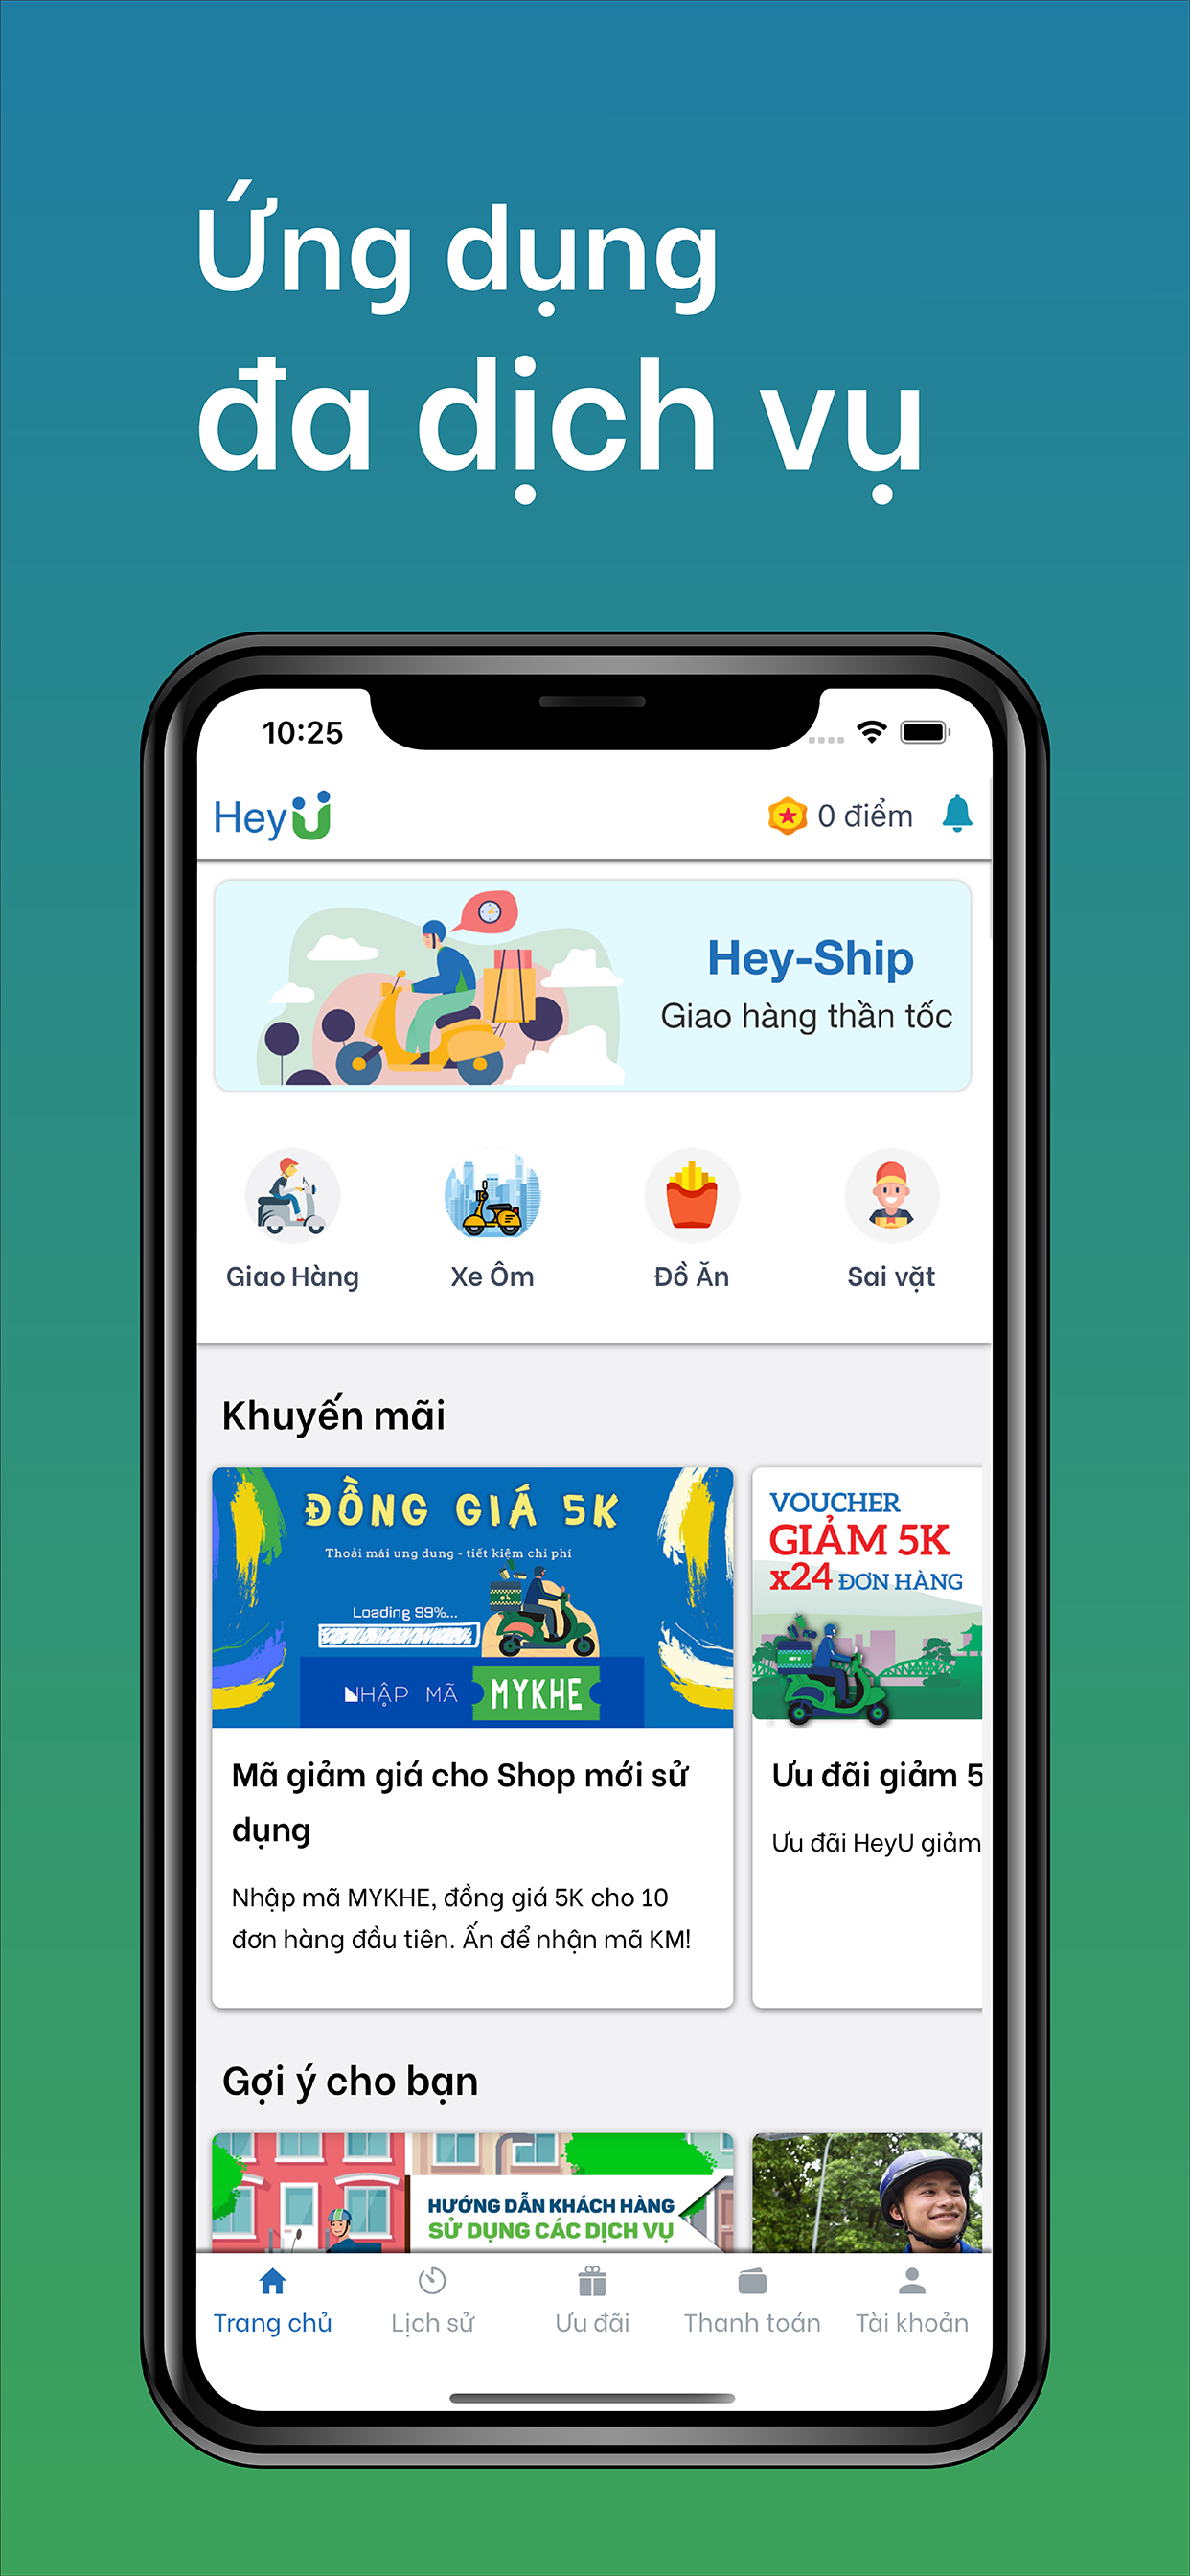 Ứng dụng
đa dịch vụ
10:25
HeyU
0 điểm
Hey-Ship
Giao hàng thần tốc
Giao Hàng
Xe Ôm
Đồ Ăn
Sai vặt
Khuyến mãi
ĐỒNG GIÁ 5K
Thoải mái ung dung - tiết kiệm chi phí
Loading 99%...
NHẬP MÃ MYKHE
VOUCHER
GIẢM 5K
x24 ĐƠN HÀNG
HEY U
Mã giảm giá cho Shop mới sử
dụng
Nhập mã MYKHE, đồng giá 5K cho 10
đơn hàng đầu tiên. Ấn để nhận mã KM!
Ưu đãi giảm 5
Ưu đãi HeyU giảm
Gợi ý cho bạn
HƯỚNG DẪN KHÁCH HÀNG
SỬ DỤNG CÁC DỊCH VỤ
Trang chủ
Lịch sử
Ưu đãi
Thanh toán
Tài khoản